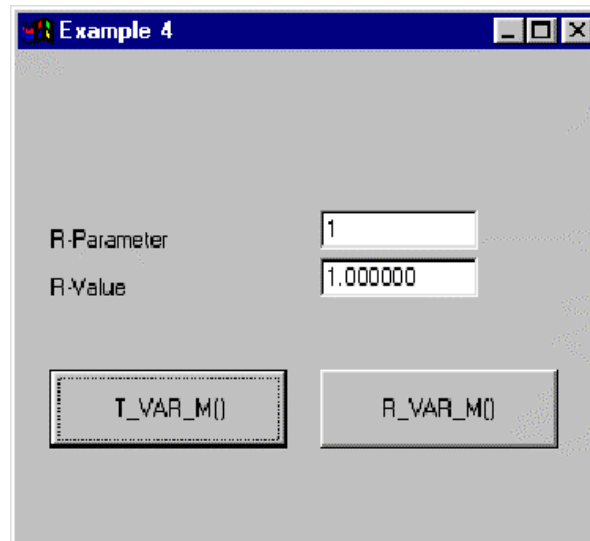 Example 4
R-Parameter
1
R-Value
1.000000
T_VAR_M()
R_VAR_M()